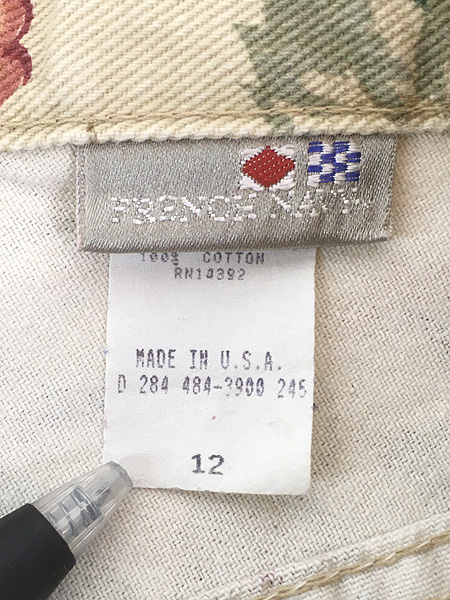 FRENCH NAVY
100% COTTON
RN14392
MADE IN U.S.A.
D 284 484-3900 245
12